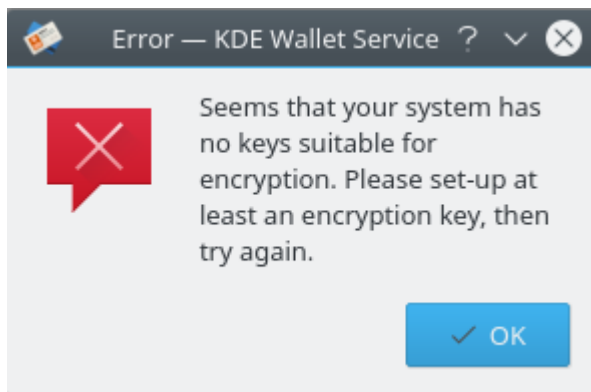 Error — KDE Wallet Service ?
Seems that your system has
no keys suitable for
encryption. Please set-up at
least an encryption key, then
try again.
OK